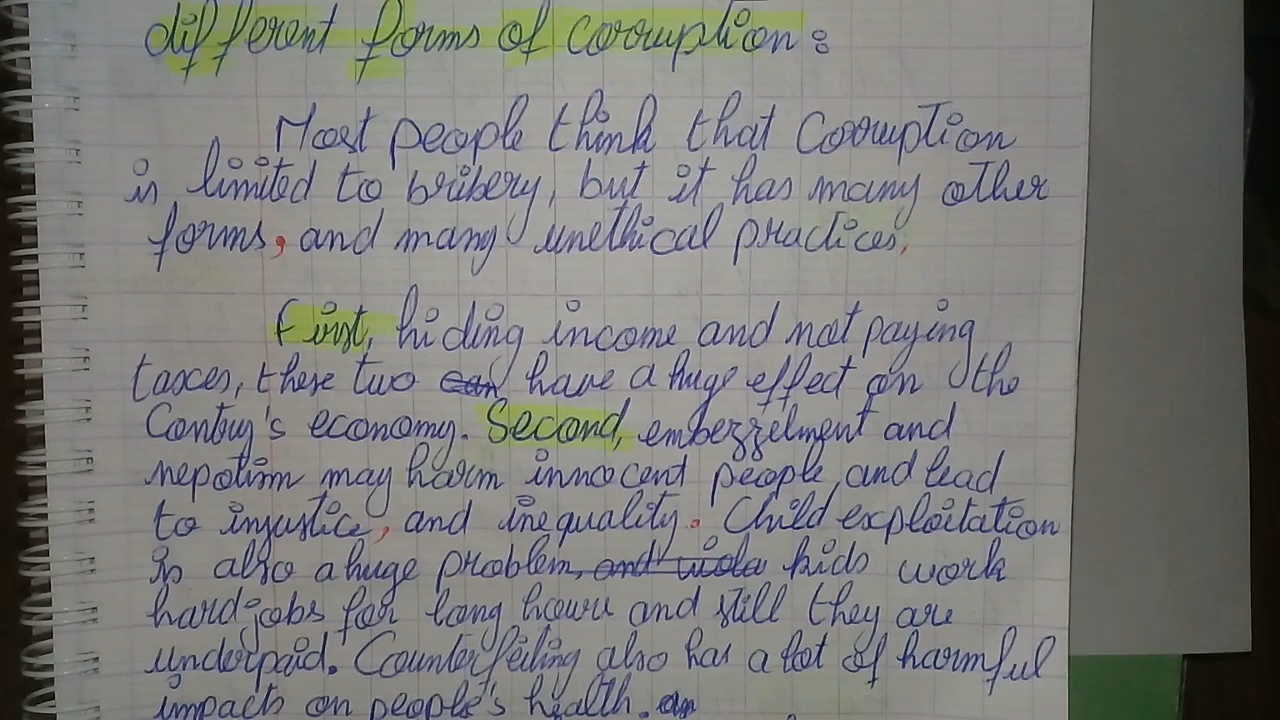 different forms of corruption :
Most people think that Corruption
is limited to bribery, but it has many other
forms, and many unethical practices.
First, hiding income and not paying
taxes, these two can have a huge effect on the
Contry's economy. Second, embezzelment and
nepotism may harm innocent people, and lead
to injustice, and inequality. Child exploitation
is also a huge problem, and viola kids work
hard jobs for long hours and still they are
underpaid. Counterfeiting also has a lot of harmful
impacts on people's health. an